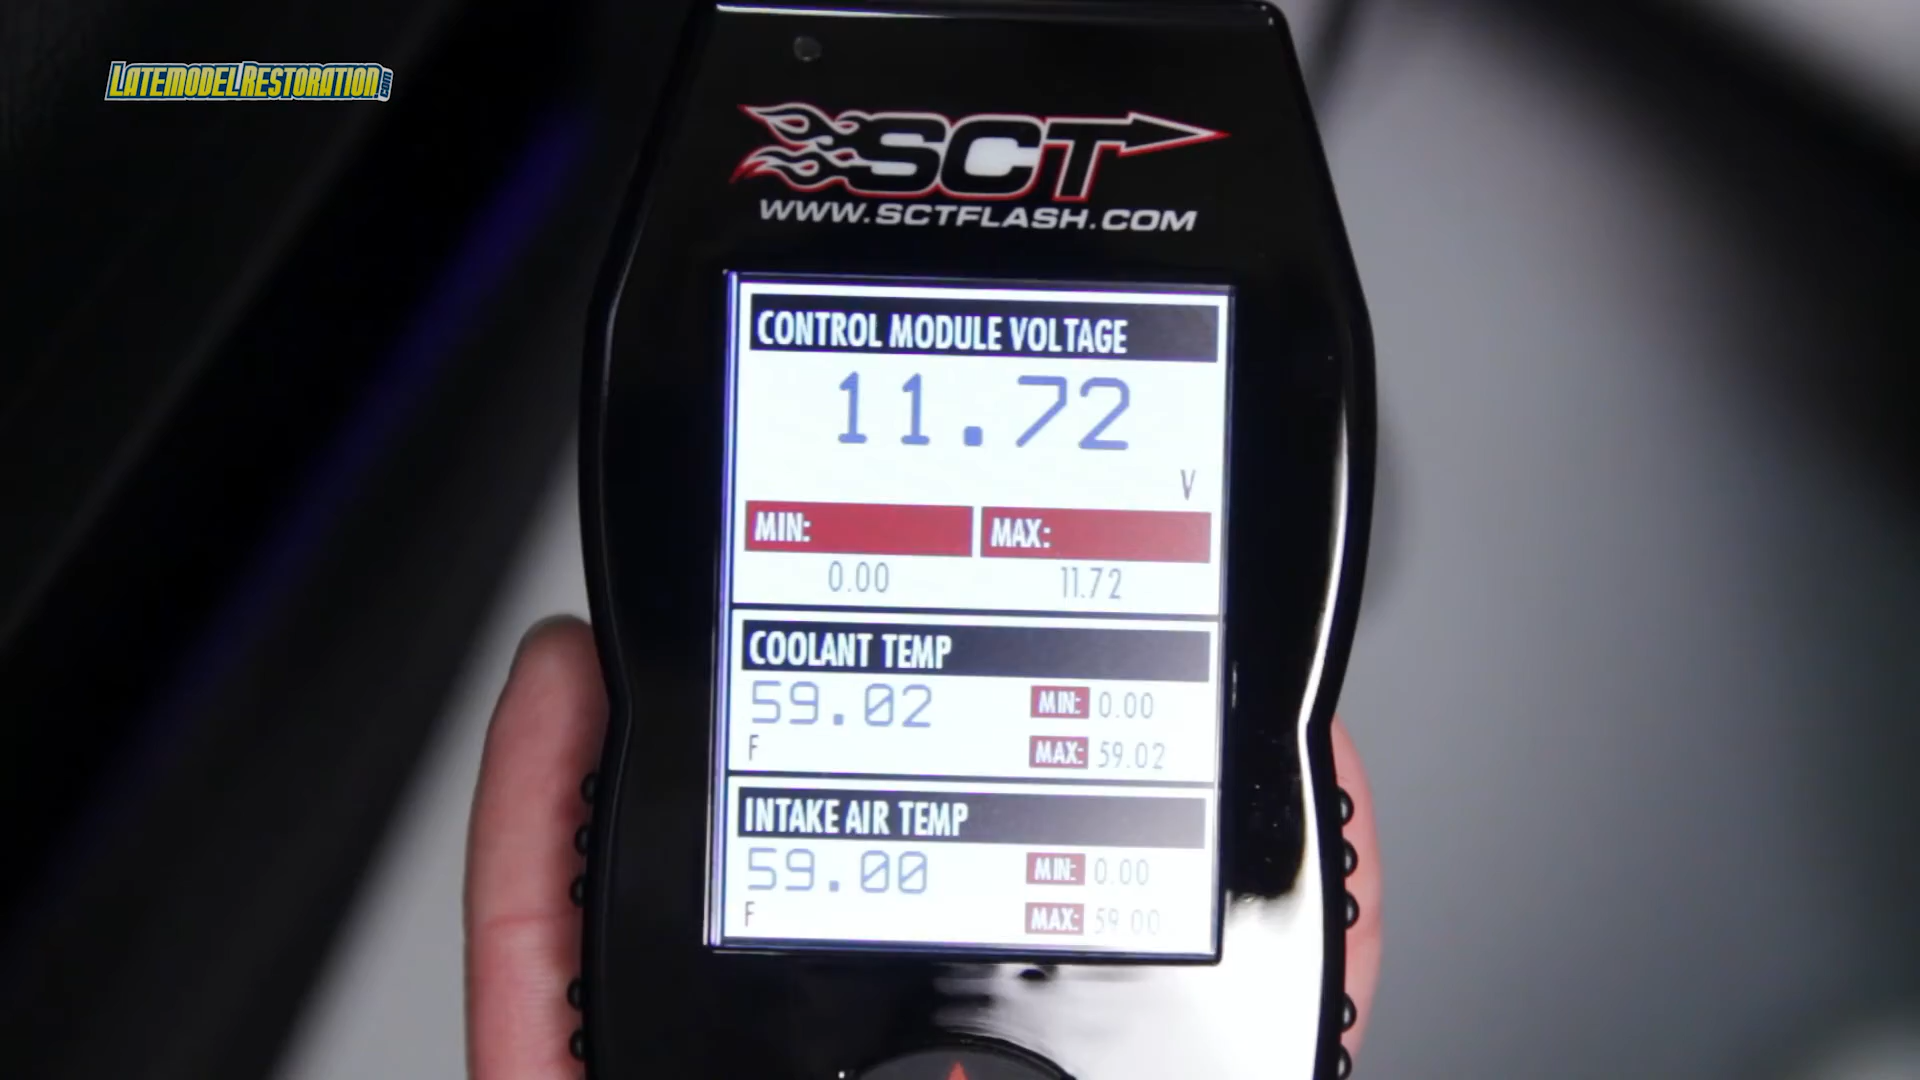 LATEMODELRESTORATION.COM
SCT
WWW.SCTFLASH.COM
CONTROL MODULE VOLTAGE
11.72
V
MIN: MAX:
0.00 11.72
COOLANT TEMP
59.02 MIN: 0.00
F MAX: 59.02
INTAKE AIR TEMP
59.00 MIN: 0.00
F MAX: 59.00